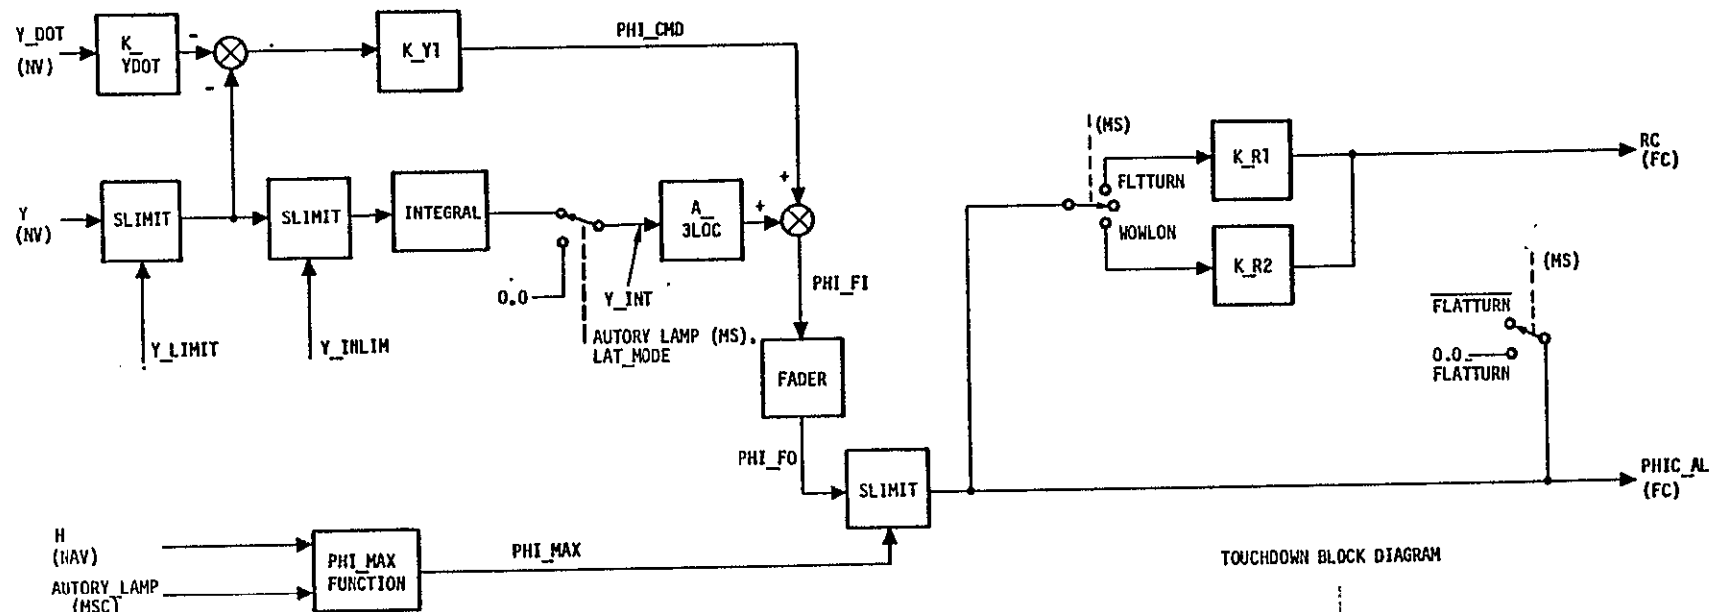 Y_DOT
(NV)
K_
YDOT
-
-
K_Y1
PHI_CMD
Y
(NV)
SLIMIT
SLIMIT
INTEGRAL
A_
3LOC
+
+
0.0
Y_INT
AUTORY LAMP (MS).
LAT_MODE
Y_LIMIT
Y_INLIM
PHI_FI
FADER
PHI_FO
SLIMIT
(MS)
FLTTURN
WOWLON
K_R1
K_R2
RC
(FC)
(MS)
FLATTURN
0.0
FLATTURN
PHIC_AL
(FC)
H
(NAV)
AUTORY_LAMP
(MSC)
PHI_MAX
FUNCTION
PHI_MAX
TOUCHDOWN BLOCK DIAGRAM